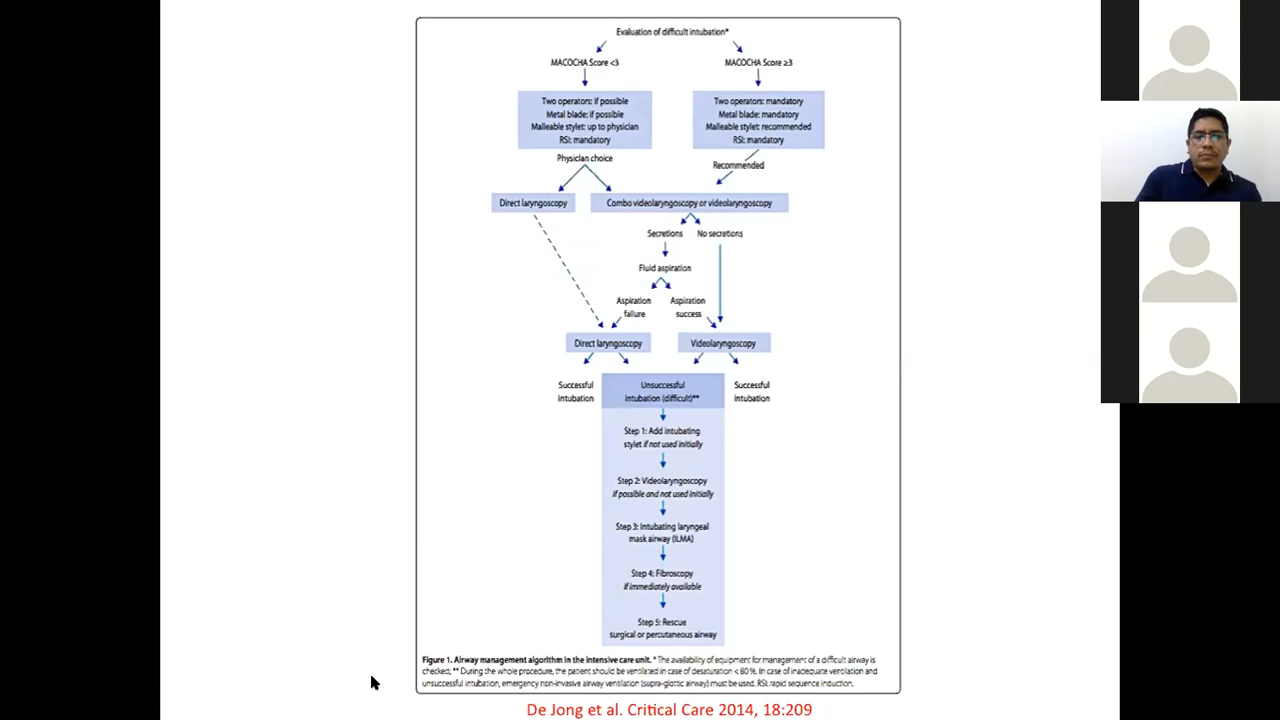 Evaluation of difficult intubation*
MACOCHA Score <3
MACOCHA Score ≥3
Two operators: if possible
Metal blade: if possible
Malleable stylet: up to physician
RSI: mandatory
Two operators: mandatory
Metal blade: mandatory
Malleable stylet: recommended
RSI: mandatory
Physician choice
Recommended
Direct laryngoscopy
Combo videolaryngoscopy or videolaryngoscopy
Secretions
No secretions
Fluid aspiration
Aspiration
failure
Aspiration
success
Direct laryngoscopy
Videolaryngoscopy
Successful
intubation
Unsuccessful
intubation (difficult)**
Successful
intubation
Step 1: Add intubating
stylet if not used initially
Step 2: Videolaryngoscopy
if possible and not used initially
Step 3: Intubating laryngeal
mask airway (ILMA)
Step 4: Fibroscopy
if immediately available
Step 5: Rescue
surgical or percutaneous airway
Figure 1. Airway management algorithm in the intensive care unit. * The availability of equipment for management of a difficult airway is
checked; ** During the whole procedure, the patient should be ventilated in case of desaturation < 80 %. In case of inadequate ventilation and
unsuccessful intubation, emergency non-invasive airway ventilation (supra-glottic airway) must be used. RSI: rapid sequence induction.
De Jong et al. Critical Care 2014, 18:209